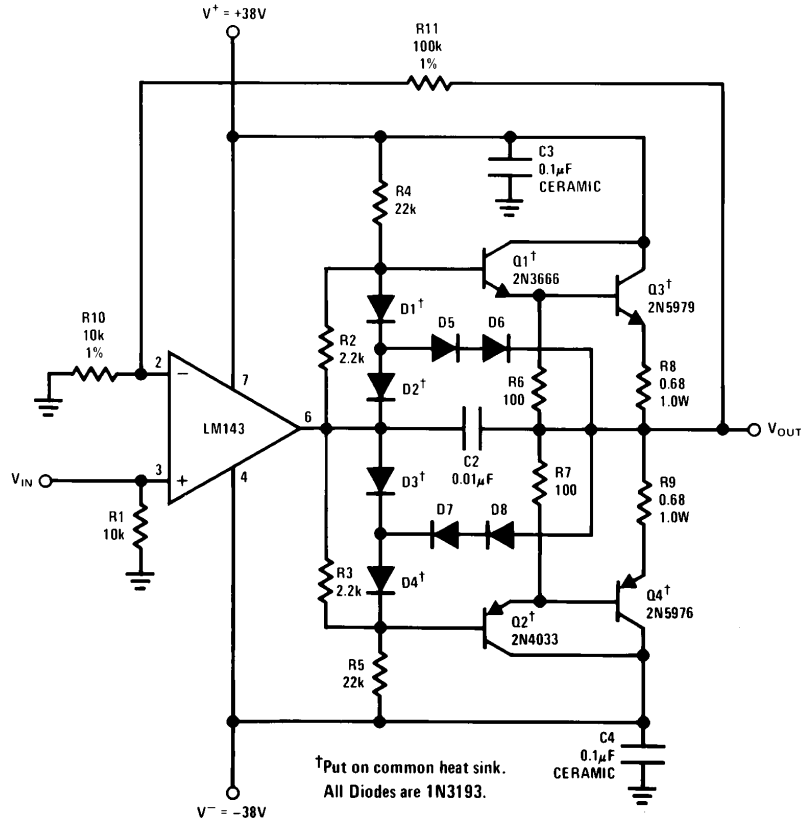 V+ = +38V
R11
100k
1%
C3
0.1μF
CERAMIC
R4
22k
Q1†
2N3666
Q3†
2N5979
D1†
D5
D6
R10
10k
1%
R2
2.2k
R6
100
R8
0.68
1.0W
2
7
D2†
−
LM143
6
VOUT
C2
0.01μF
VIN
3
+
4
R7
100
R9
0.68
1.0W
D3†
R1
10k
D7
D8
R3
2.2k
D4†
Q2†
2N4033
Q4†
2N5976
R5
22k
C4
0.1μF
CERAMIC
†Put on common heat sink.
All Diodes are 1N3193.
V− = −38V